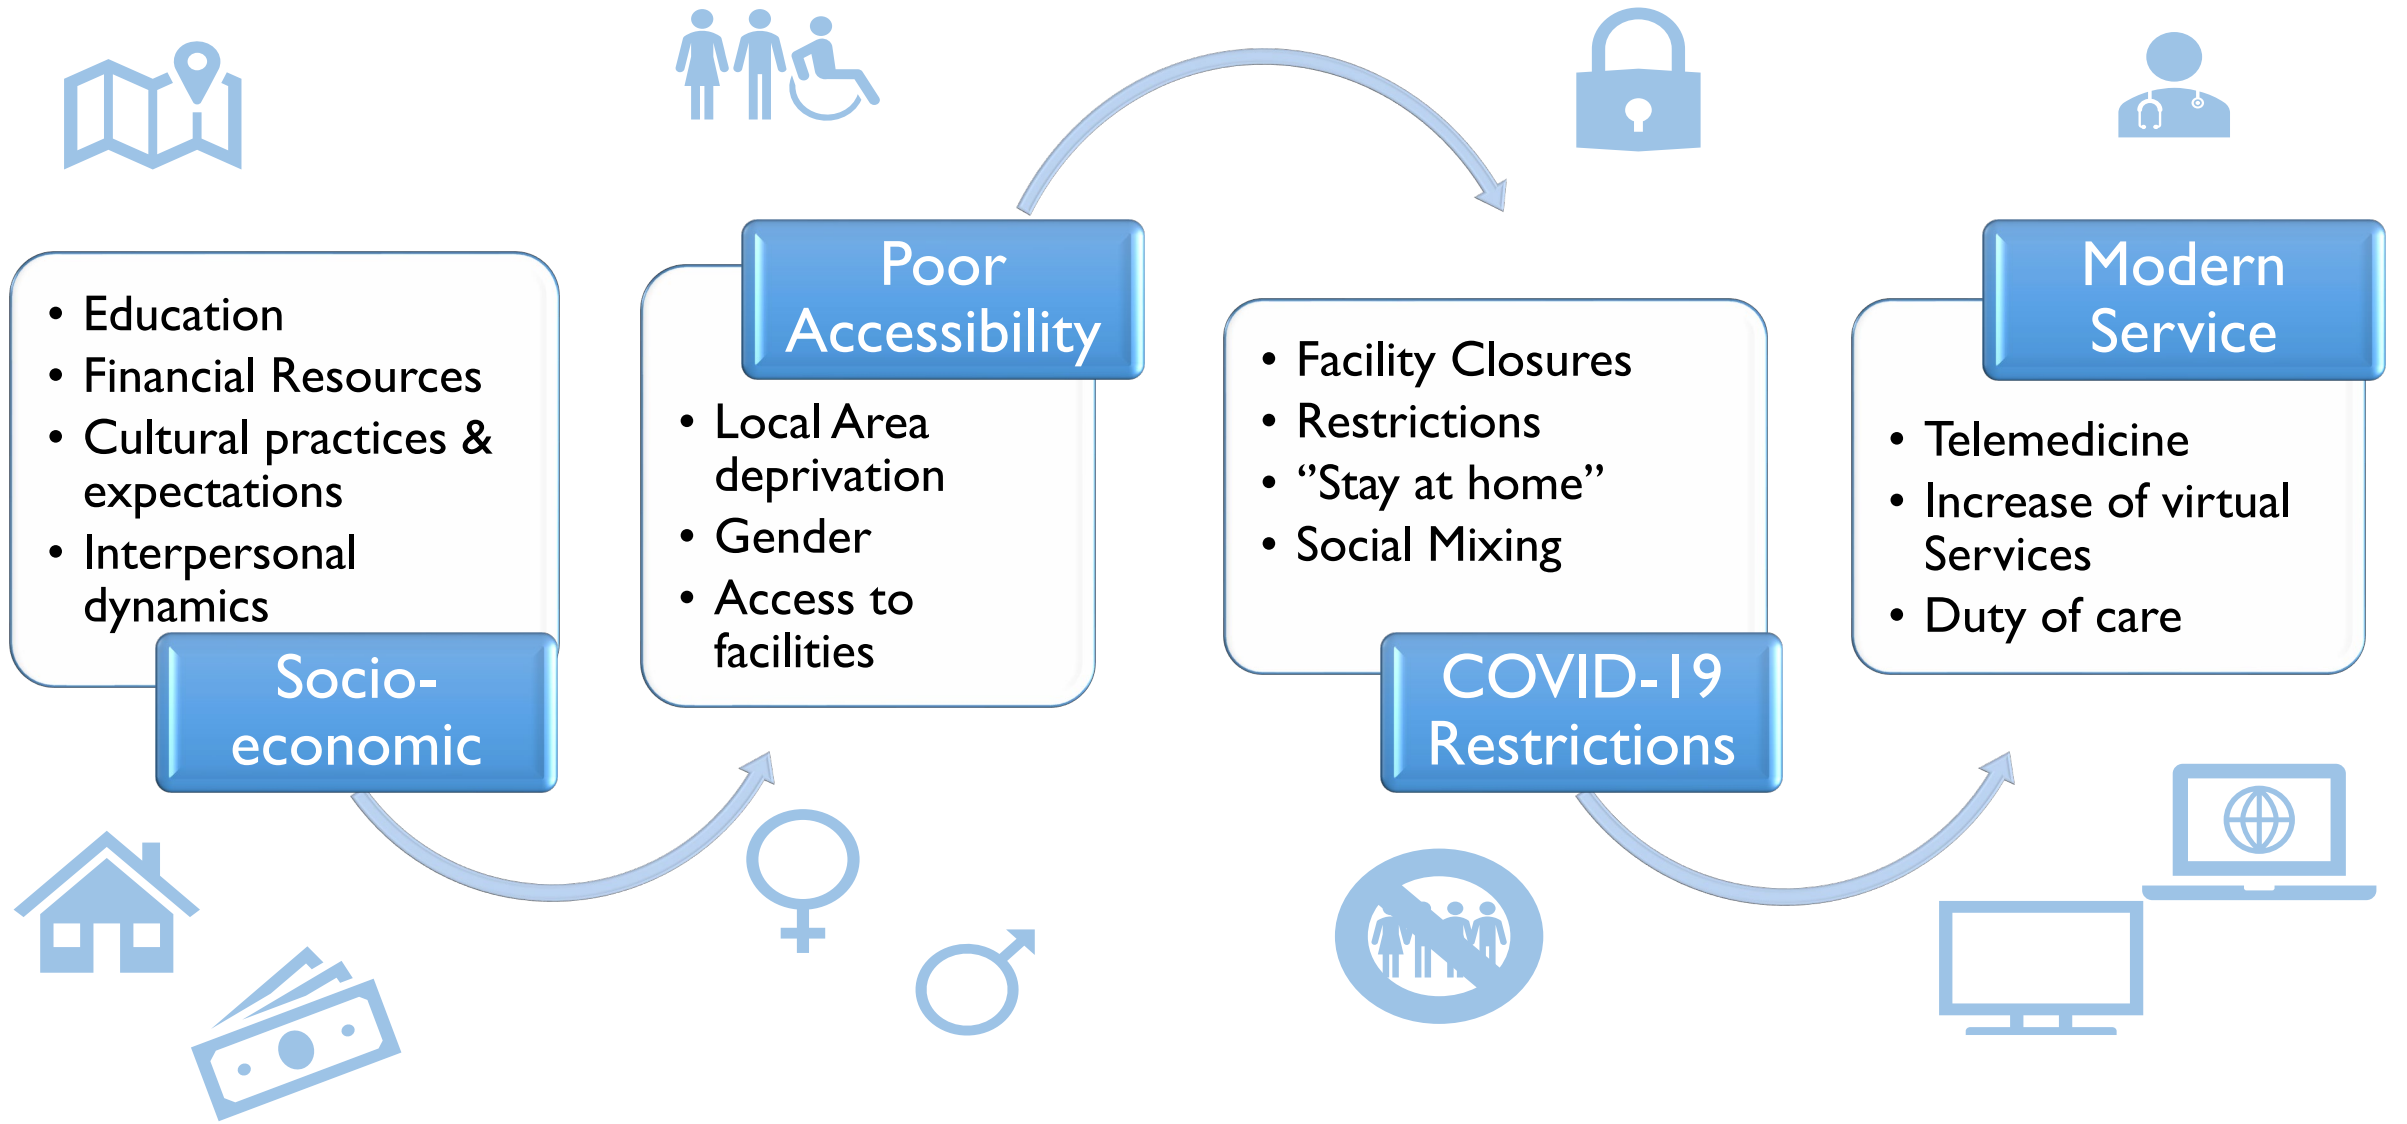 • Education
• Financial Resources
• Cultural practices &
expectations
• Interpersonal
dynamics
Socio-
economic
Poor
Accessibility
• Local Area
deprivation
• Gender
• Access to
facilities
• Facility Closures
• Restrictions
• “Stay at home”
• Social Mixing
COVID-19
Restrictions
Modern
Service
• Telemedicine
• Increase of virtual
Services
• Duty of care